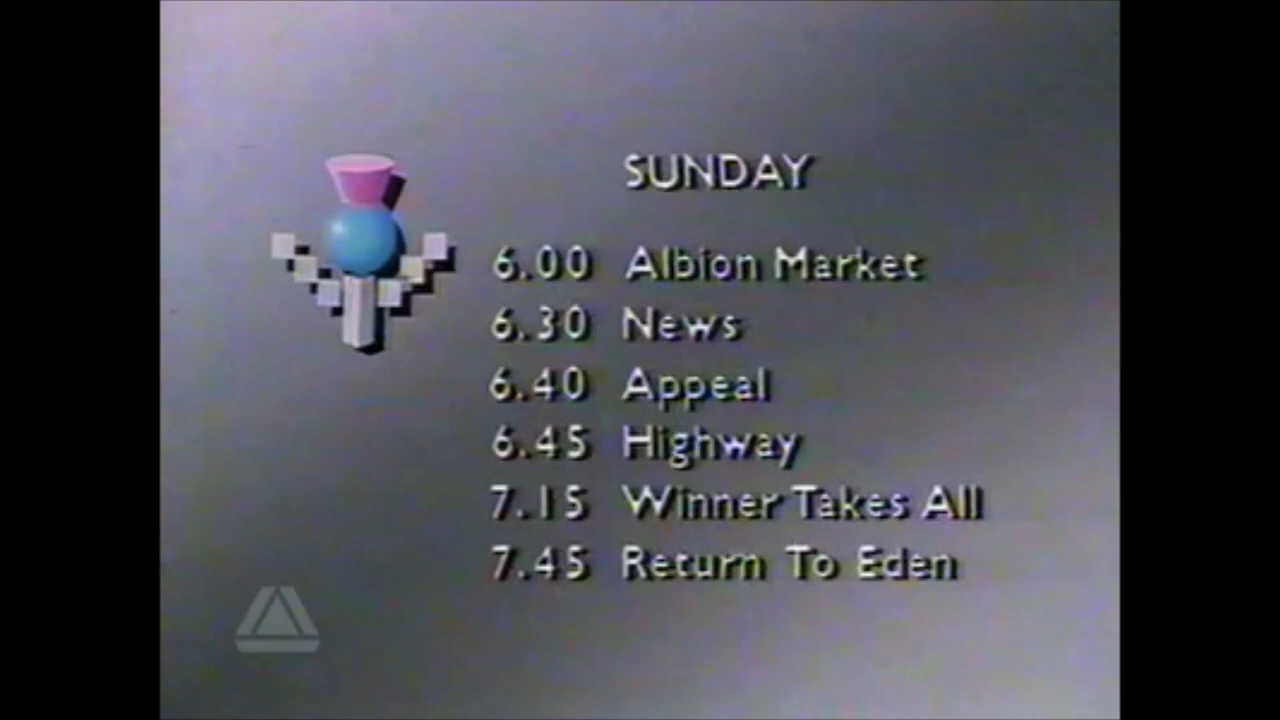 SUNDAY
6.00 Albion Market
6.30 News
6.40 Appeal
6.45 Highway
7.15 Winner Takes All
7.45 Return To Eden